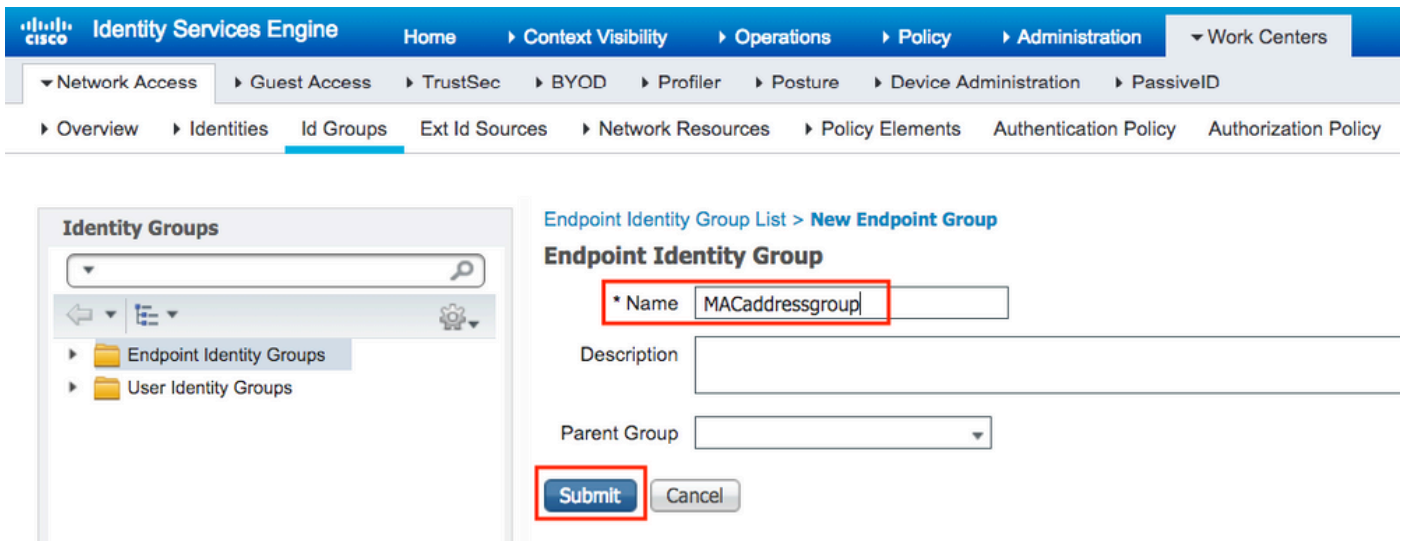 cisco Identity Services Engine Home Context Visibility Operations Policy Administration Work Centers
Network Access Guest Access TrustSec BYOD Profiler Posture Device Administration PassiveID
Overview Identities Id Groups Ext Id Sources Network Resources Policy Elements Authentication Policy Authorization Policy
Identity Groups
Endpoint Identity Groups
User Identity Groups
Endpoint Identity Group List > New Endpoint Group
Endpoint Identity Group
* Name MACaddressgroup
Description
Parent Group
Submit Cancel